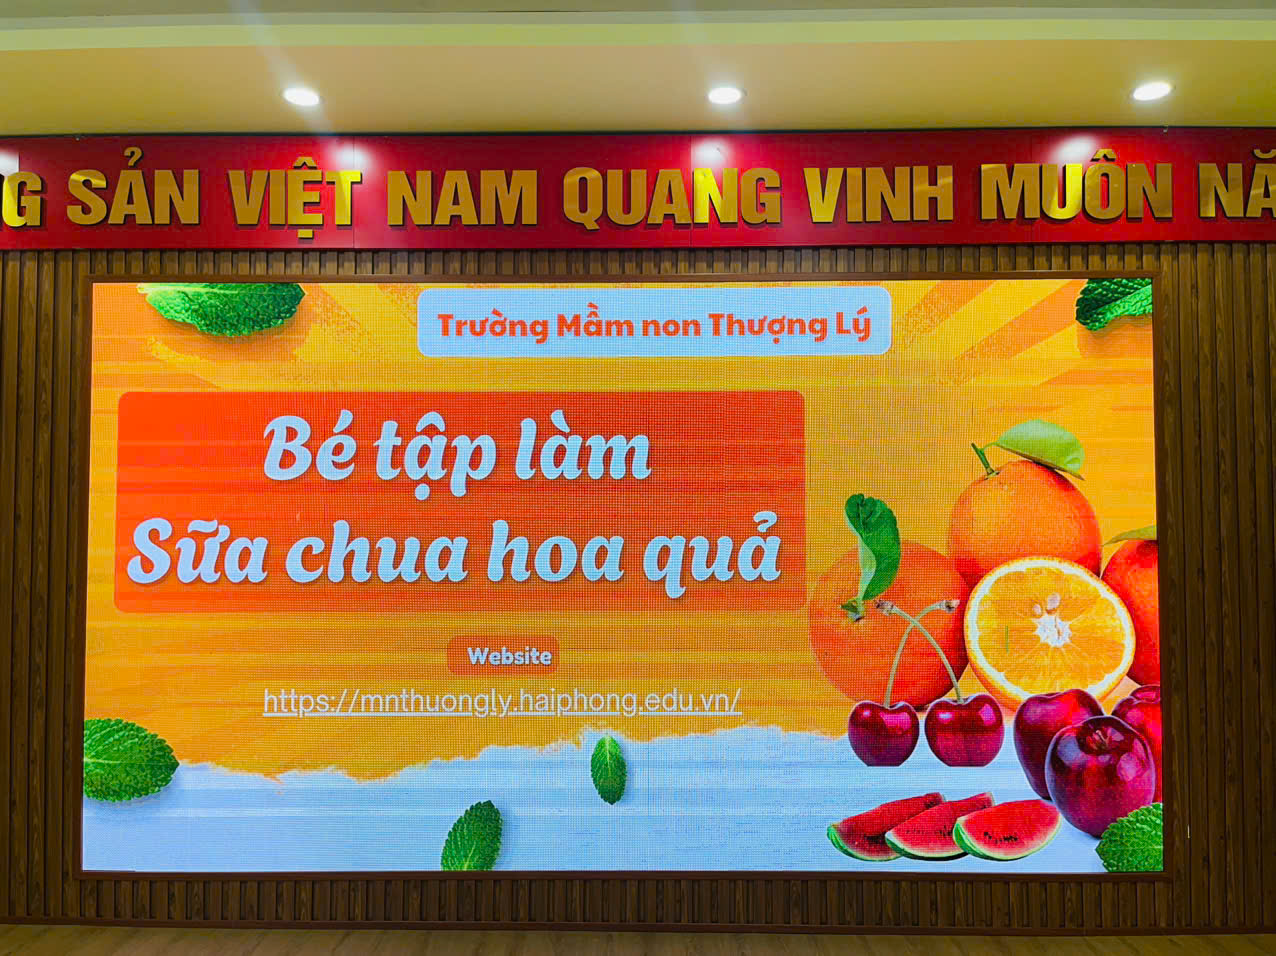 SẢN VIỆT NAM QUANG VINH MUÔN
Trường Mầm non Thượng Lý
Bé tập làm
Sữa chua hoa quả
Website
https://mnthuongly.haiphong.edu.vn/